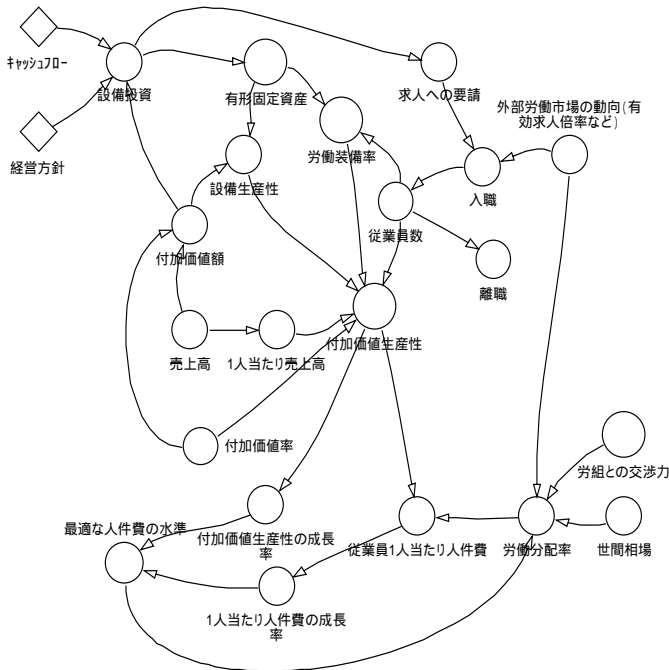 キャッシュフロー
設備投資
有形固定資産
求人への要請
外部労働市場の動向(有
効求人倍率など)
経営方針
労働装備率
設備生産性
入職
従業員数
付加価値額
離職
売上高
1人当たり売上高
付加価値生産性
付加価値率
労組との交渉力
最適な人件費の水準
付加価値生産性の成長
率
従業員1人当たり人件費
労働分配率
世間相場
1人当たり人件費の成長
率